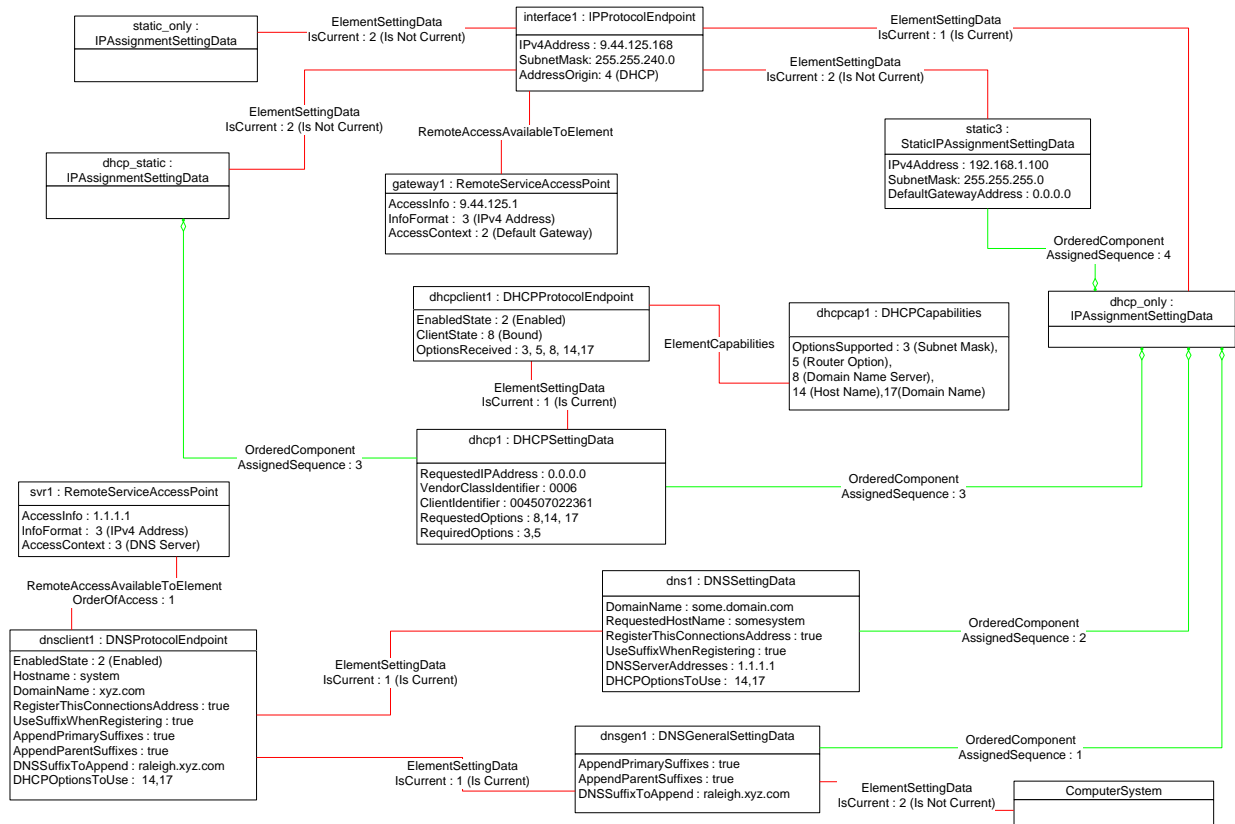 static_only :
IPAssignmentSettingData
ElementSettingData
IsCurrent : 2 (Is Not Current)
interface1 : IPProtocolEndpoint
IPv4Address : 9.44.125.168
SubnetMask: 255.255.240.0
AddressOrigin: 4 (DHCP)
ElementSettingData
IsCurrent : 1 (Is Current)
ElementSettingData
IsCurrent : 2 (Is Not Current)
ElementSettingData
IsCurrent : 2 (Is Not Current)
RemoteAccessAvailableToElement
static3 :
StaticIPAssignmentSettingData
IPv4Address : 192.168.1.100
SubnetMask: 255.255.255.0
DefaultGatewayAddress : 0.0.0.0
dhcp_static :
IPAssignmentSettingData
gateway1 : RemoteServiceAccessPoint
AccessInfo : 9.44.125.1
InfoFormat :  3 (IPv4 Address)
AccessContext : 2 (Default Gateway)
OrderedComponent
AssignedSequence : 4
dhcp_only :
IPAssignmentSettingData
dhcpclient1 : DHCPProtocolEndpoint
EnabledState : 2 (Enabled)
ClientState : 8 (Bound)
OptionsReceived : 3, 5, 8, 14,17
ElementCapabilities
dhcpcap1 : DHCPCapabilities
OptionsSupported : 3 (Subnet Mask),
5 (Router Option),
8 (Domain Name Server),
14 (Host Name),17(Domain Name)
ElementSettingData
IsCurrent : 1 (Is Current)
OrderedComponent
AssignedSequence : 3
dhcp1 : DHCPSettingData
RequestedIPAddress : 0.0.0.0
VendorClassIdentifier : 0006
ClientIdentifier : 004507022361
RequestedOptions : 8,14, 17
RequiredOptions : 3,5
OrderedComponent
AssignedSequence : 3
svr1 : RemoteServiceAccessPoint
AccessInfo : 1.1.1.1
InfoFormat :  3 (IPv4 Address)
AccessContext : 3 (DNS Server)
RemoteAccessAvailableToElement
OrderOfAccess : 1
dnsclient1 : DNSProtocolEndpoint
EnabledState : 2 (Enabled)
Hostname : system
DomainName : xyz.com
RegisterThisConnectionsAddress : true
UseSuffixWhenRegistering : true
AppendPrimarySuffixes : true
AppendParentSuffixes : true
DNSSuffixToAppend : raleigh.xyz.com
DHCPOptionsToUse :  14,17
ElementSettingData
IsCurrent : 1 (Is Current)
dns1 : DNSSettingData
DomainName : some.domain.com
RequestedHostName : somesystem
RegisterThisConnectionsAddress : true
UseSuffixWhenRegistering : true
DNSServerAddresses : 1.1.1.1
DHCPOptionsToUse :  14,17
OrderedComponent
AssignedSequence : 2
ElementSettingData
IsCurrent : 1 (Is Current)
dnsgen1 : DNSGeneralSettingData
AppendPrimarySuffixes : true
AppendParentSuffixes : true
DNSSuffixToAppend : raleigh.xyz.com
OrderedComponent
AssignedSequence : 1
ElementSettingData
IsCurrent : 2 (Is Not Current)
ComputerSystem